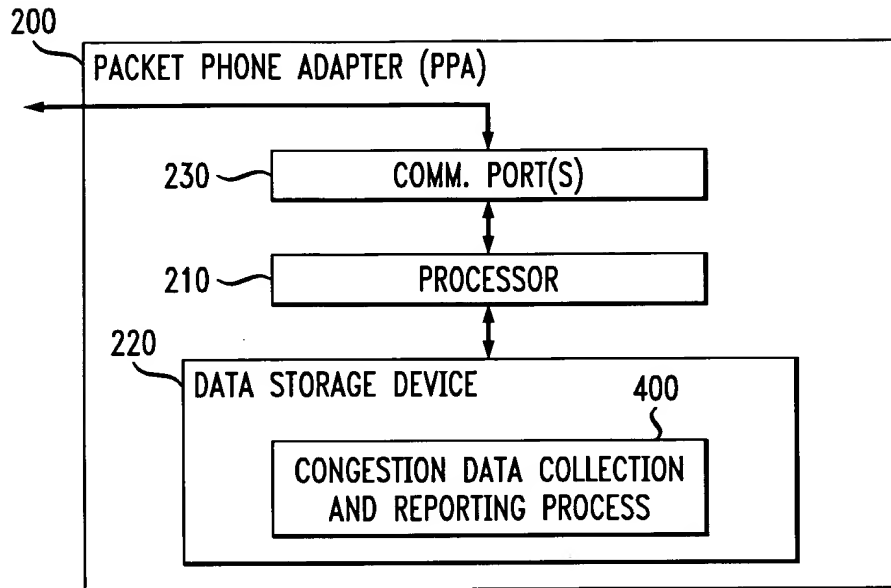 200
PACKET PHONE ADAPTER (PPA)
230
COMM. PORT(S)
210
PROCESSOR
220
DATA STORAGE DEVICE
400
CONGESTION DATA COLLECTION
AND REPORTING PROCESS